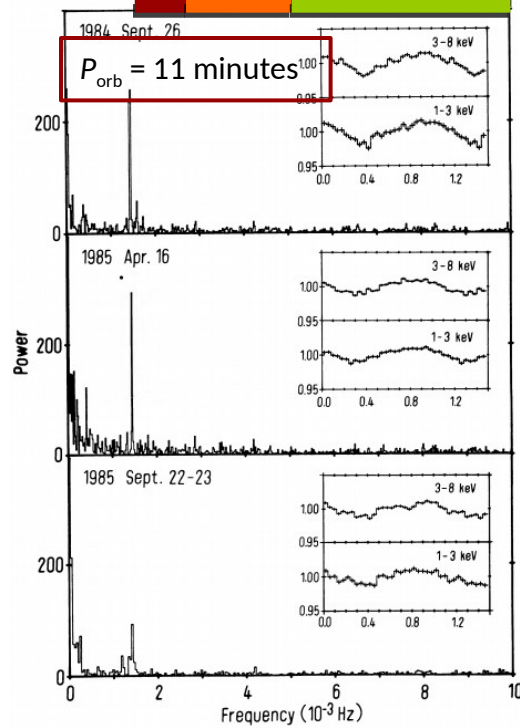 1984 Sept. 26
P orb = 11 minutes
200
0
3-8 keV
1.00
0.95
1-3 keV
1.00
0.95
0.0 0.4 0.8 1.2
1985 Apr. 16
200
0
3-8 keV
1.00
0.95
1-3 keV
1.00
0.95
0.0 0.4 0.8 1.2
Power
1985 Sept. 22-23
200
0
3-8 keV
1.00
0.95
1-3 keV
1.00
0.95
0.0 0.4 0.8 1.2
0 2 4 6 8 10
Frequency (10⁻³ Hz)